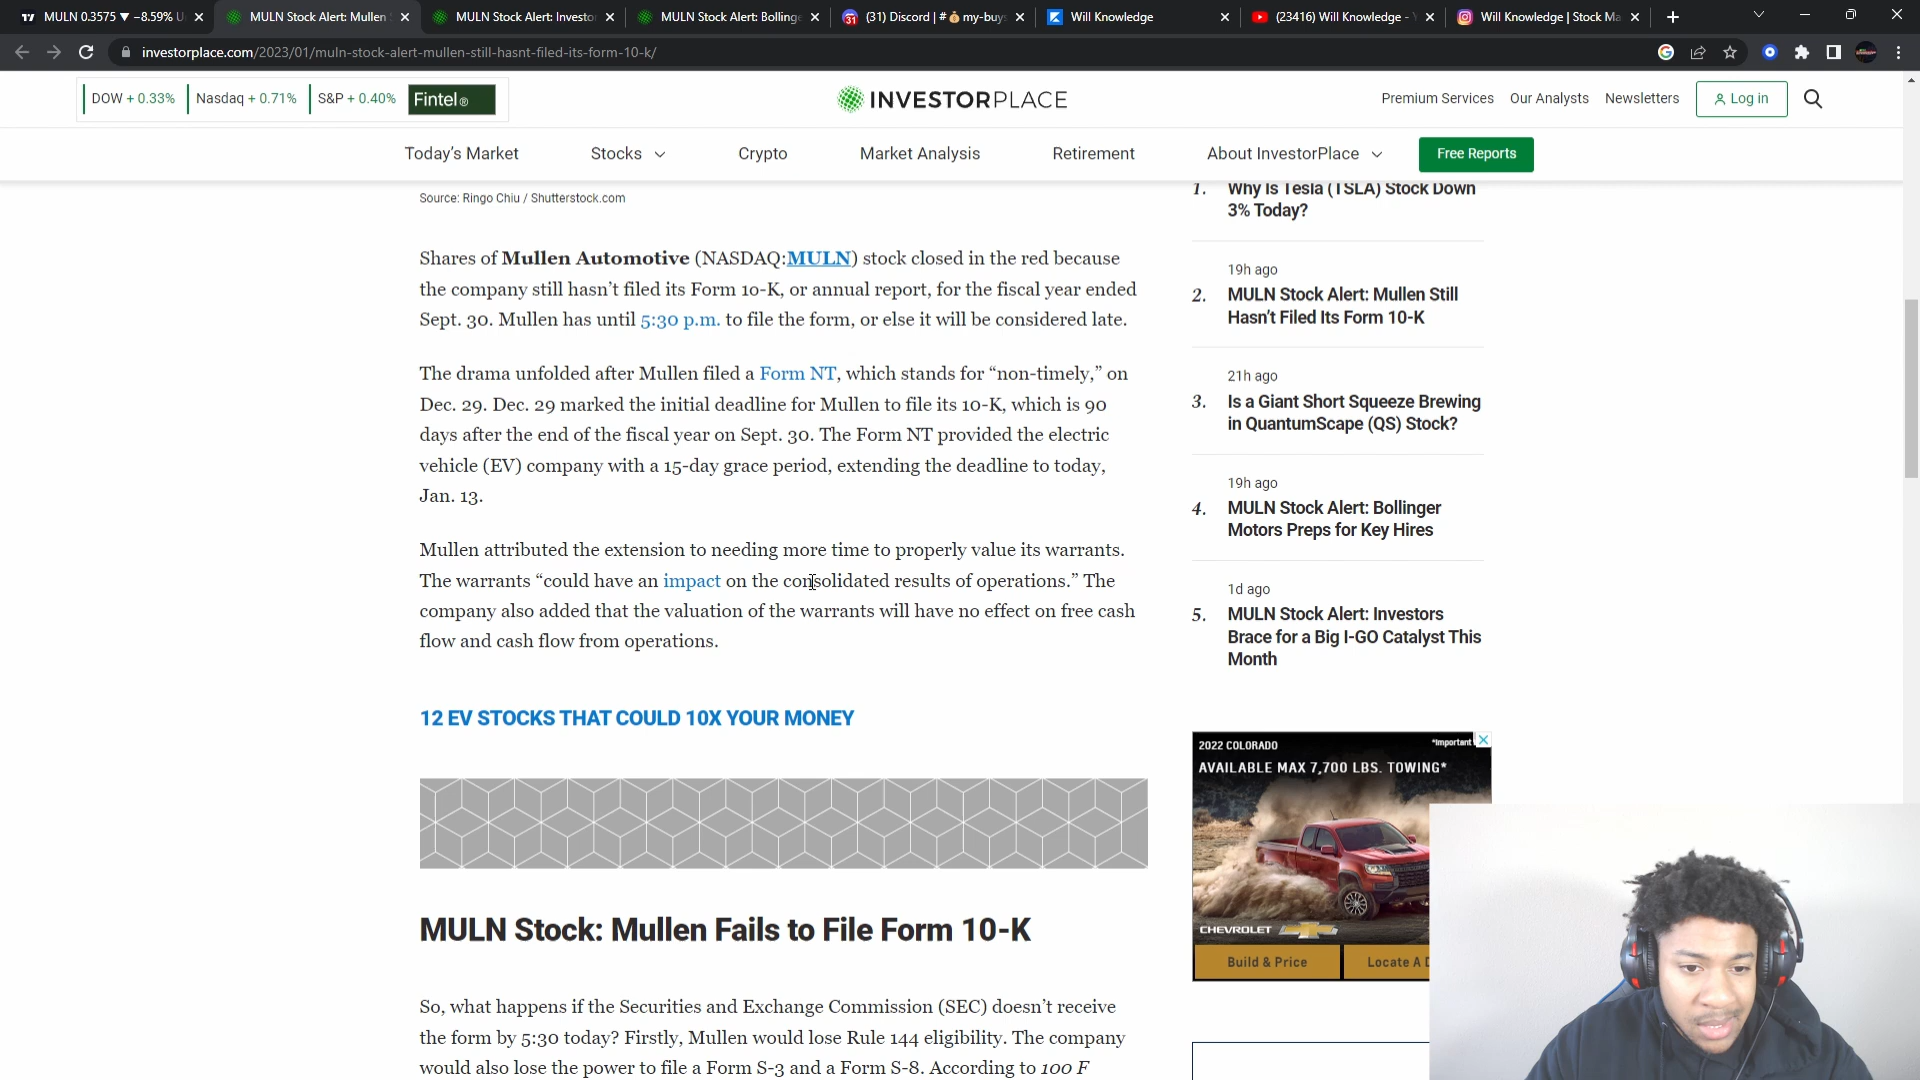 MULN 0.3575 ▼ −8.59% U
MULN Stock Alert: Mullen
MULN Stock Alert: Investor
MULN Stock Alert: Bollinge
(31) Discord | #💰my-buy
Will Knowledge
(23416) Will Knowledge -
Will Knowledge | Stock Ma
investorplace.com/2023/01/muln-stock-alert-mullen-still-hasnt-filed-its-form-10-k/
DOW + 0.33%
Nasdaq + 0.71%
S&P + 0.40%
Fintel®
INVESTORPLACE
Premium Services
Our Analysts
Newsletters
Log in
Today's Market
Stocks
Crypto
Market Analysis
Retirement
About InvestorPlace
Free Reports
Source: Ringo Chiu / Shutterstock.com
Shares of Mullen Automotive (NASDAQ:MULN) stock closed in the red because
the company still hasn't filed its Form 10-K, or annual report, for the fiscal year ended
Sept. 30. Mullen has until 5:30 p.m. to file the form, or else it will be considered late.
The drama unfolded after Mullen filed a Form NT, which stands for “non-timely,” on
Dec. 29. Dec. 29 marked the initial deadline for Mullen to file its 10-K, which is 90
days after the end of the fiscal year on Sept. 30. The Form NT provided the electric
vehicle (EV) company with a 15-day grace period, extending the deadline to today,
Jan. 13.
Mullen attributed the extension to needing more time to properly value its warrants.
The warrants “could have an impact on the consolidated results of operations.” The
company also added that the valuation of the warrants will have no effect on free cash
flow and cash flow from operations.
12 EV STOCKS THAT COULD 10X YOUR MONEY
MULN Stock: Mullen Fails to File Form 10-K
So, what happens if the Securities and Exchange Commission (SEC) doesn't receive
the form by 5:30 today? Firstly, Mullen would lose Rule 144 eligibility. The company
would also lose the power to file a Form S-3 and a Form S-8. According to 100 F
1. Why Is Tesla (TSLA) Stock Down
3% Today?
19h ago
2. MULN Stock Alert: Mullen Still
Hasn't Filed Its Form 10-K
21h ago
3. Is a Giant Short Squeeze Brewing
in QuantumScape (QS) Stock?
19h ago
4. MULN Stock Alert: Bollinger
Motors Preps for Key Hires
1d ago
5. MULN Stock Alert: Investors
Brace for a Big I-GO Catalyst This
Month
2022 COLORADO
*Important
AVAILABLE MAX 7,700 LBS. TOWING*
CHEVROLET
Build & Price
Locate A D